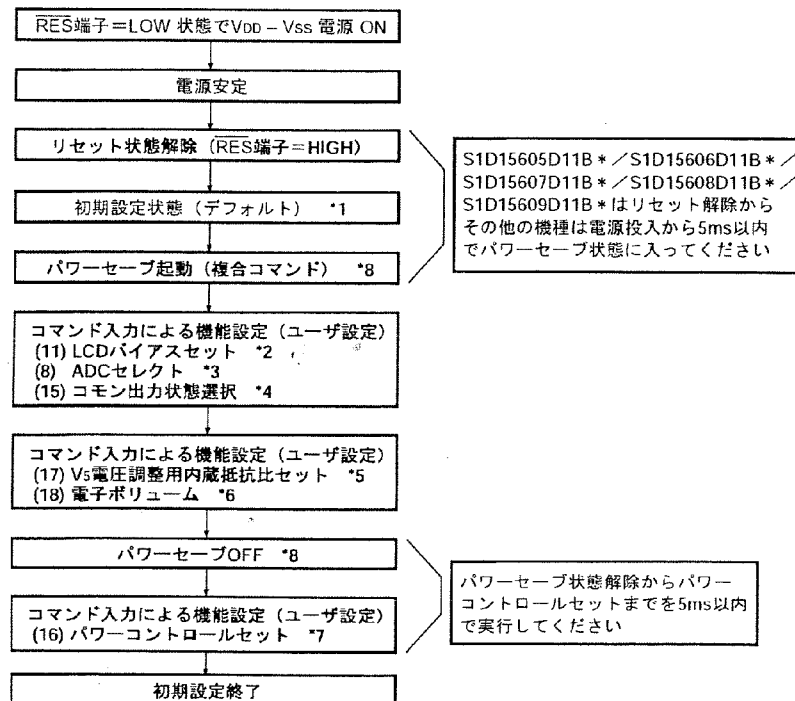 RES端子＝LOW 状態でVDD – VSS 電源 ON
電源安定
リセット状態解除（RES端子＝HIGH）
初期設定状態（デフォルト） *1
パワーセーブ起動（複合コマンド） *8
S1D15605D11B＊／S1D15606D11B＊／
S1D15607D11B＊／S1D15608D11B＊／
S1D15609D11B＊はリセット解除から
その他の機種は電源投入から5ms以内
でパワーセーブ状態に入ってください
コマンド入力による機能設定（ユーザ設定）
(11) LCDバイアスセット *2
(8) ADCセレクト *3
(15) コモン出力状態選択 *4
コマンド入力による機能設定（ユーザ設定）
(17) V5電圧調整用内蔵抵抗比セット *5
(18) 電子ボリューム *6
パワーセーブOFF *8
コマンド入力による機能設定（ユーザ設定）
(16) パワーコントロールセット *7
パワーセーブ状態解除からパワー
コントロールセットまでを5ms以内
で実行してください
初期設定終了